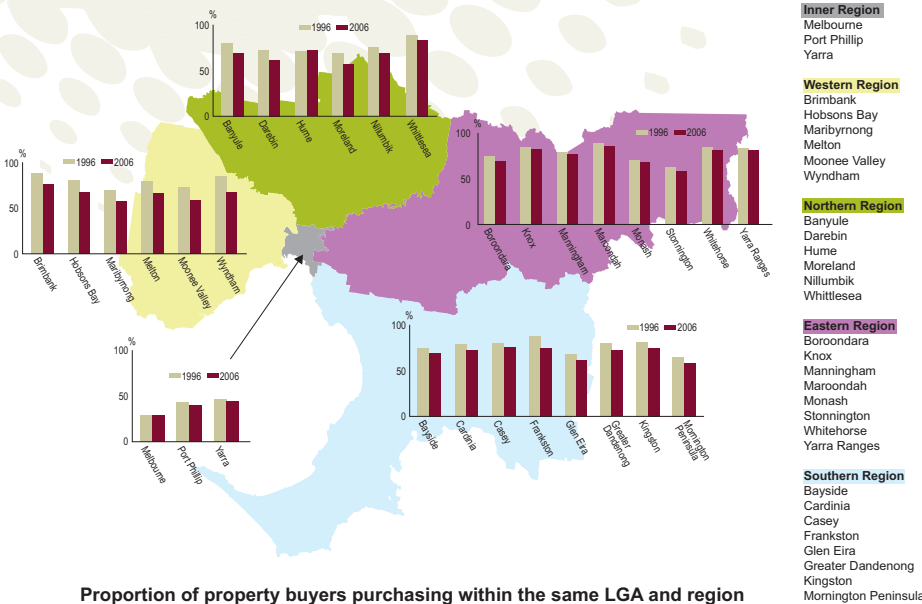 %
100
50
0
1996 2006
Banyule
Darebin
Hume
Moreland
Nillumbik
Whittlesea
%
100
50
0
1996 2006
Brimbank
Hobsons Bay
Maribyrnong
Melton
Moonee Valley
Wyndham
%
100
50
0
1996 2006
Boroondara
Knox
Manningham
Maroondah
Monash
Stonnington
Whitehorse
Yarra Ranges
%
100
50
0
1996 2006
Melbourne
Port Phillip
Yarra
%
100
50
0
1996 2006
Bayside
Cardinia
Casey
Frankston
Glen Eira
Greater
Dandenong
Kingston
Mornington
Peninsula
Inner Region
Melbourne
Port Phillip
Yarra
Western Region
Brimbank
Hobsons Bay
Maribyrnong
Melton
Moonee Valley
Wyndham
Northern Region
Banyule
Darebin
Hume
Moreland
Nillumbik
Whittlesea
Eastern Region
Boroondara
Knox
Manningham
Maroondah
Monash
Stonnington
Whitehorse
Yarra Ranges
Southern Region
Bayside
Cardinia
Casey
Frankston
Glen Eira
Greater Dandenong
Kingston
Mornington Peninsula
Proportion of property buyers purchasing within the same LGA and region